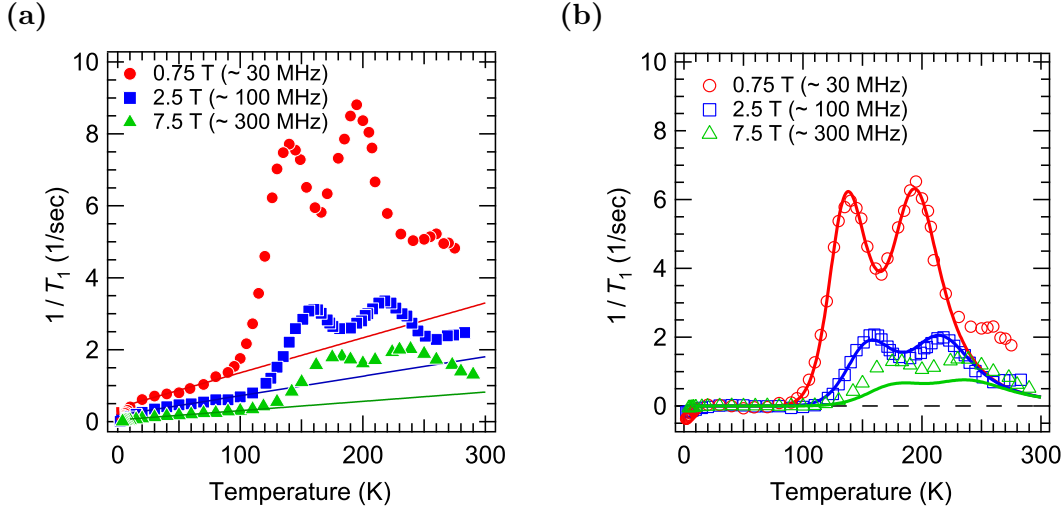 (a)
10
8
6
4
2
0
1 / T1 (1/sec)
0.75 T (~ 30 MHz)
2.5 T (~ 100 MHz)
7.5 T (~ 300 MHz)
0
100
200
300
Temperature (K)
(b)
10
8
6
4
2
0
1 / T1 (1/sec)
0.75 T (~ 30 MHz)
2.5 T (~ 100 MHz)
7.5 T (~ 300 MHz)
0
100
200
300
Temperature (K)